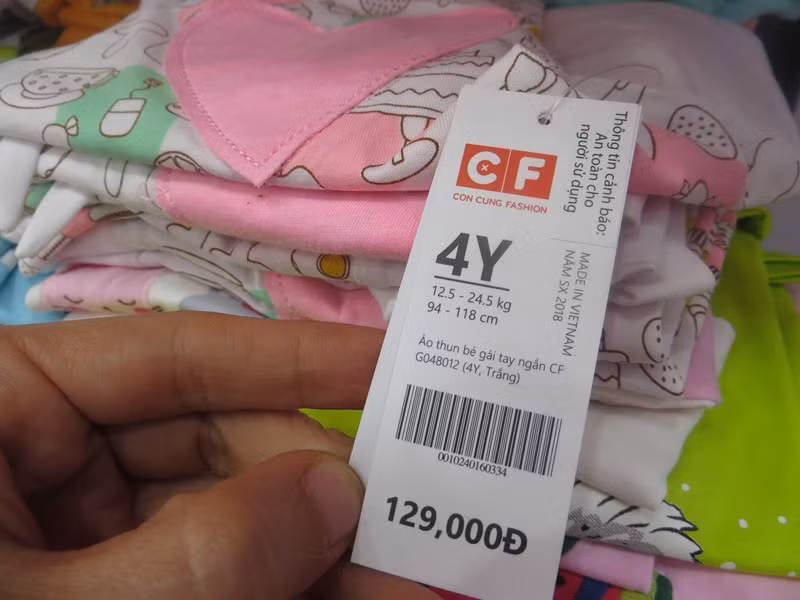 CF
CON CUNG FASHION
Thông tin cảnh báo:
An toàn cho
người sử dụng
4Y
12.5 - 24.5 kg
94 - 118 cm
MADE IN VIETNAM
NĂM SX 2018
Áo thun bé gái tay ngắn CF
G048012 (4Y, Trắng)
0010240160334
129,000Đ